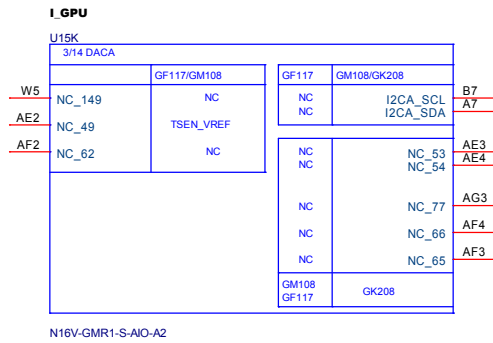 I_GPU
U15K
3/14 DACA
GF117/GM108
GF117
GM108/GK208
W5
NC_149
NC
NC
I2CA_SCL
B7
NC
I2CA_SDA
A7
AE2
NC_49
TSEN_VREF
AF2
NC_62
NC
NC
NC_53
AE3
NC
NC_54
AE4
NC
NC_77
AG3
NC
NC_66
AF4
NC
NC_65
AF3
GM108
GF117
GK208
N16V-GMR1-S-AIO-A2